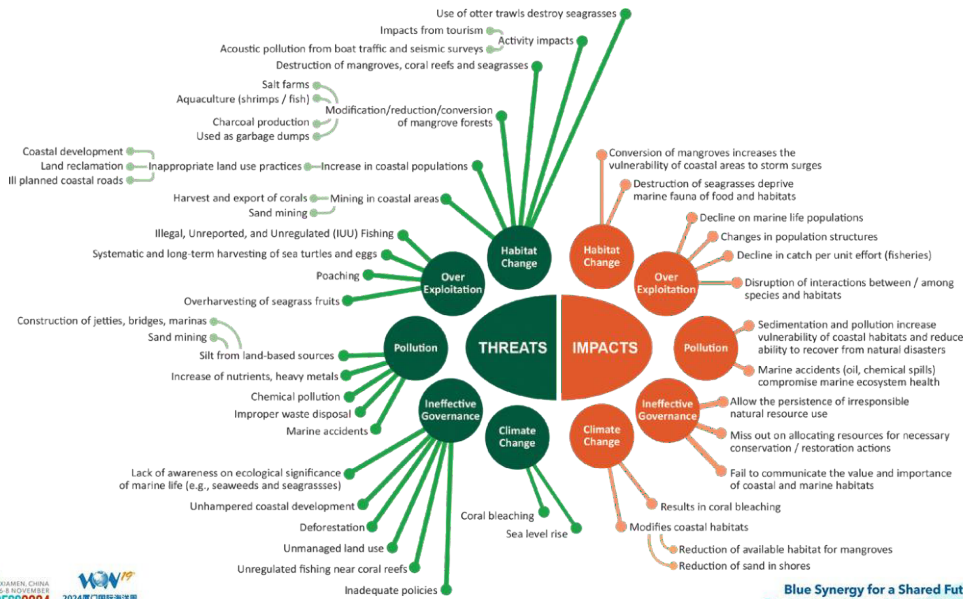 Use of otter trawls destroy seagrasses
Impacts from tourism
Activity impacts
Acoustic pollution from boat traffic and seismic surveys
Destruction of mangroves, coral reefs and seagrasses
Salt farms
Aquaculture (shrimps / fish)
Modification/reduction/conversion
of mangrove forests
Charcoal production
Used as garbage dumps
Coastal development
Land reclamation
Ill planned coastal roads
Inappropriate land use practices
Increase in coastal populations
Harvest and export of corals
Mining in coastal areas
Sand mining
Habitat
Change
Illegal, Unreported, and Unregulated (IUU) Fishing
Systematic and long-term harvesting of sea turtles and eggs
Poaching
Overharvesting of seagrass fruits
Over
Exploitation
Construction of jetties, bridges, marinas
Sand mining
Silt from land-based sources
Increase of nutrients, heavy metals
Chemical pollution
Improper waste disposal
Marine accidents
Pollution
THREATS
IMPACTS
Ineffective
Governance
Lack of awareness on ecological significance
of marine life (e.g., seaweeds and seagrassses)
Unhampered coastal development
Deforestation
Unmanaged land use
Unregulated fishing near coral reefs
Inadequate policies
Climate
Change
Coral bleaching
Sea level rise
Conversion of mangroves increases the
vulnerability of coastal areas to storm surges
Destruction of seagrasses deprive
marine fauna of food and habitats
Habitat
Change
Decline on marine life populations
Changes in population structures
Decline in catch per unit effort (fisheries)
Disruption of interactions between / among
species and habitats
Over
Exploitation
Sedimentation and pollution increase
vulnerability of coastal habitats and reduce
ability to recover from natural disasters
Marine accidents (oil, chemical spills)
compromise marine ecosystem health
Pollution
Allow the persistence of irresponsible
natural resource use
Miss out on allocating resources for necessary
conservation / restoration actions
Fail to communicate the value and importance
of coastal and marine habitats
Ineffective
Governance
Climate
Change
Results in coral bleaching
Modifies coastal habitats
Reduction of available habitat for mangroves
Reduction of sand in shores
XIAMEN, CHINA
6-8 NOVEMBER
WOW 19th
2024厦门国际海洋周
Blue Synergy for a Shared Fut